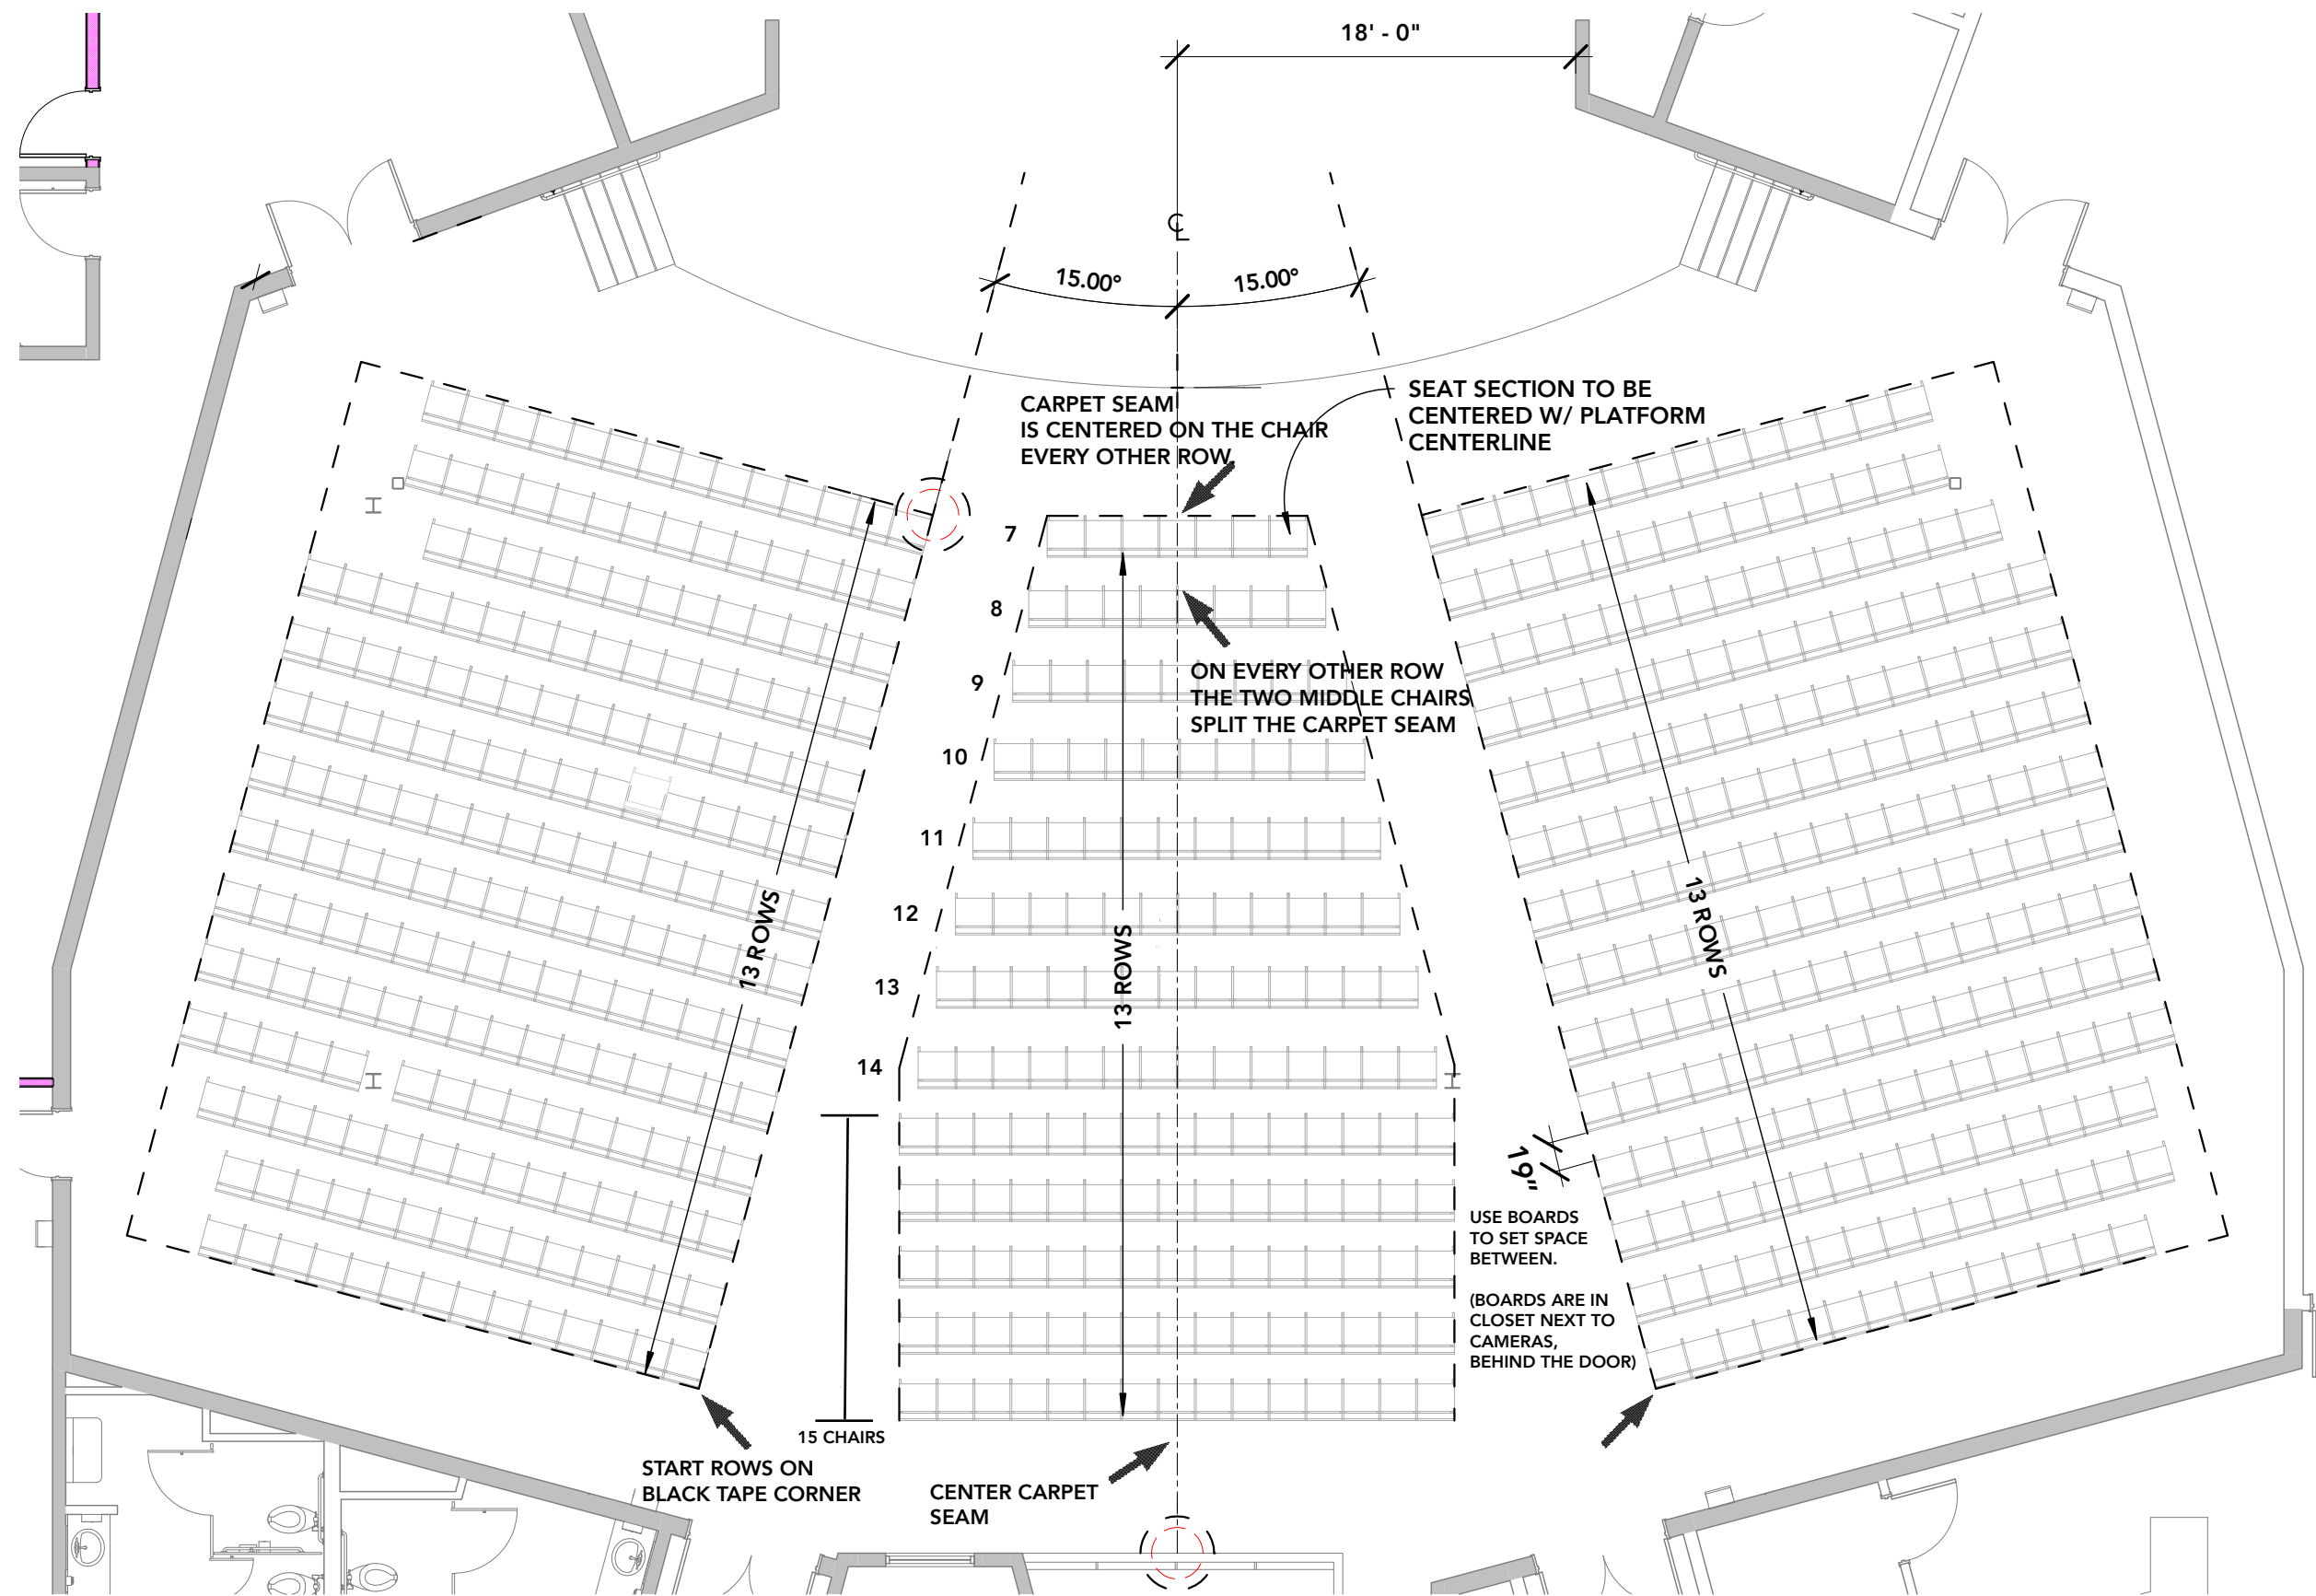 18' - 0"
℄
15.00°
15.00°
CARPET SEAM
IS CENTERED ON THE CHAIR
EVERY OTHER ROW
SEAT SECTION TO BE
CENTERED W/ PLATFORM
CENTERLINE
7
8
ON EVERY OTHER ROW
THE TWO MIDDLE CHAIRS
SPLIT THE CARPET SEAM
9
10
11
12
13
14
13 ROWS
13 ROWS
13 ROWS
19"
USE BOARDS
TO SET SPACE
BETWEEN.
(BOARDS ARE IN
CLOSET NEXT TO
CAMERAS,
BEHIND THE DOOR)
15 CHAIRS
START ROWS ON
BLACK TAPE CORNER
CENTER CARPET
SEAM